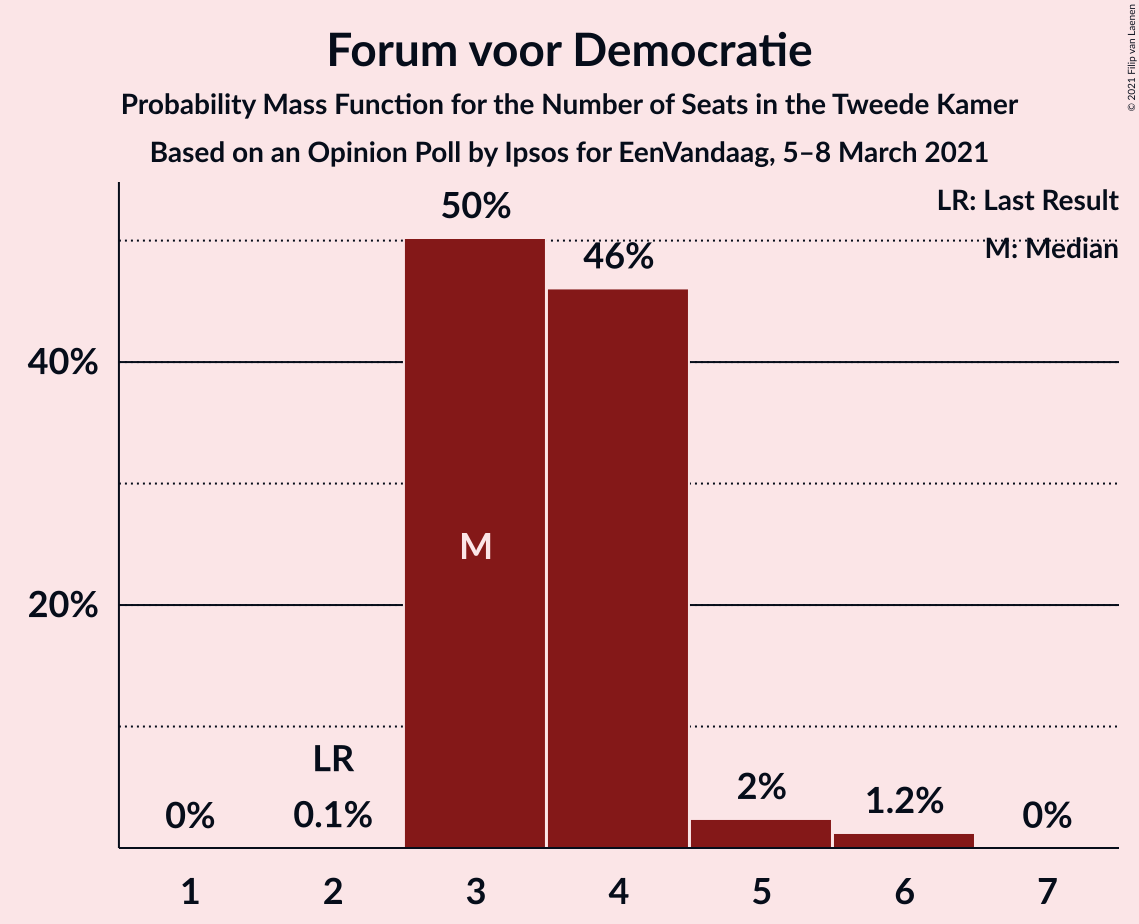 Forum voor Democratie
Probability Mass Function for the Number of Seats in the Tweede Kamer
Based on an Opinion Poll by Ipsos for EenVandaag, 5–8 March 2021
© 2021 Filip van Laenen
LR: Last Result
M: Median
50%
46%
40%
M
20%
LR
0%
0.1%
2%
1.2%
0%
1
2
3
4
5
6
7